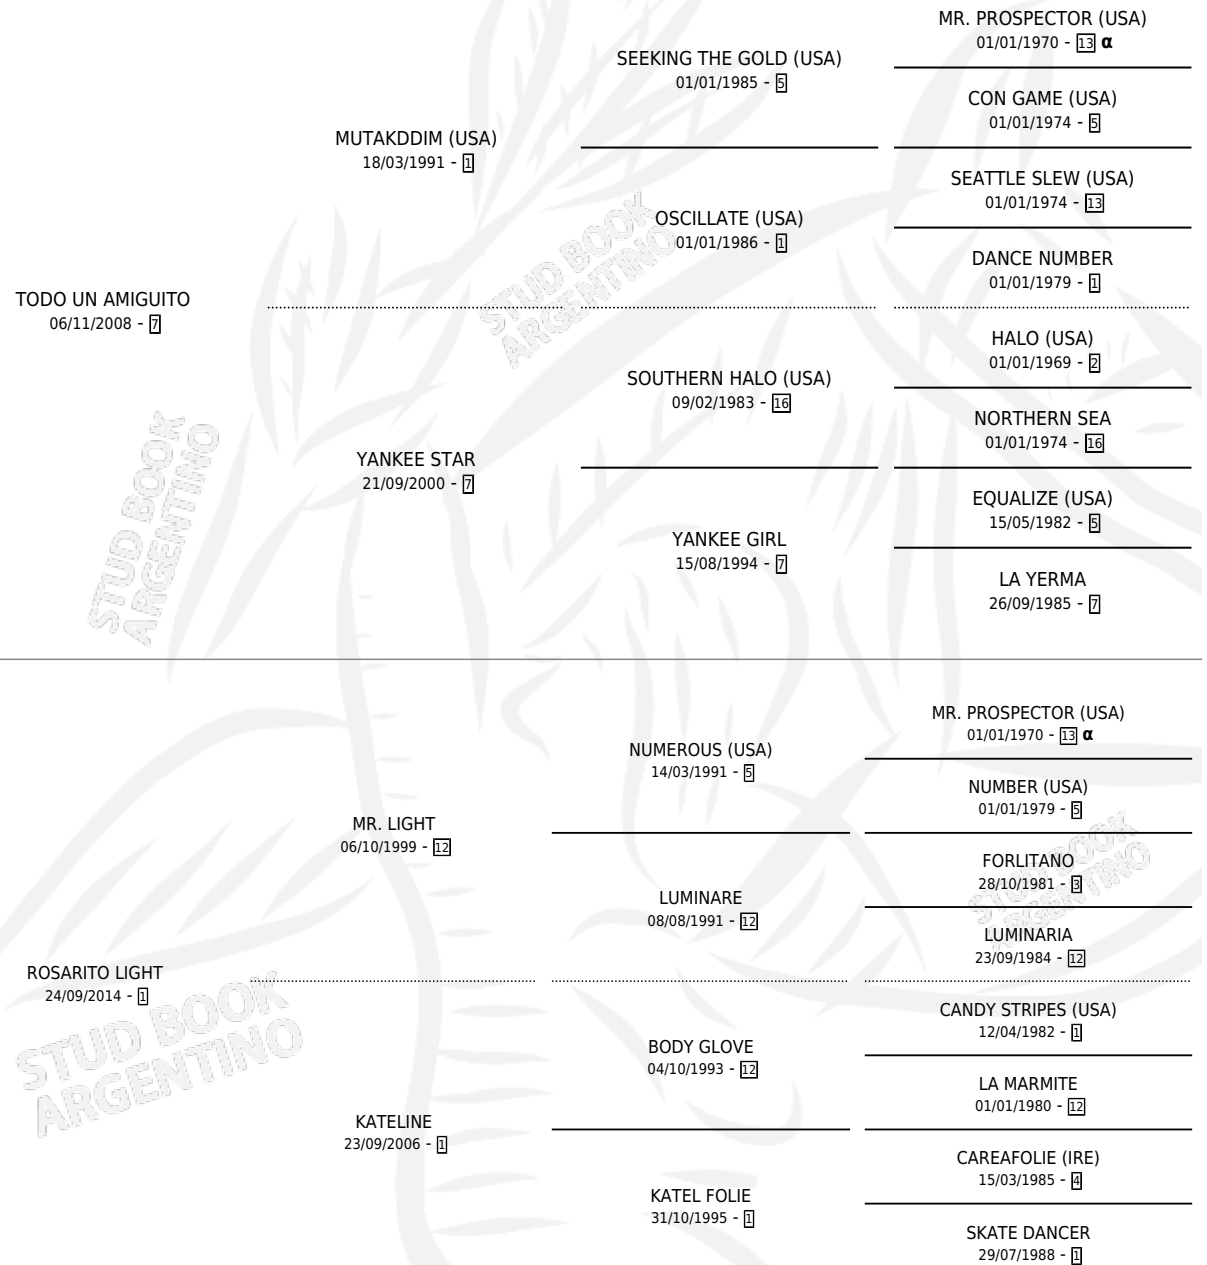 MR. PROSPECTOR (USA)
01/01/1970 - 13 α
SEEKING THE GOLD (USA)
01/01/1985 - 5
CON GAME (USA)
01/01/1974 - 5
MUTAKDDIM (USA)
18/03/1991 - 1
SEATTLE SLEW (USA)
01/01/1974 - 13
OSCILLATE (USA)
01/01/1986 - 1
DANCE NUMBER
01/01/1979 - 1
TODO UN AMIGUITO
06/11/2008 - 7
HALO (USA)
01/01/1969 - 2
SOUTHERN HALO (USA)
09/02/1983 - 16
NORTHERN SEA
01/01/1974 - 16
YANKEE STAR
21/09/2000 - 7
EQUALIZE (USA)
15/05/1982 - 5
YANKEE GIRL
15/08/1994 - 7
LA YERMA
26/09/1985 - 7
STUD BOOK
ARGENTINO
STUD BOOK
ARGENTINO
MR. PROSPECTOR (USA)
01/01/1970 - 13 α
NUMEROUS (USA)
14/03/1991 - 5
NUMBER (USA)
01/01/1979 - 5
MR. LIGHT
06/10/1999 - 12
FORLITANO
28/10/1981 - 3
LUMINARE
08/08/1991 - 12
LUMINARIA
23/09/1984 - 12
ROSARITO LIGHT
24/09/2014 - 1
CANDY STRIPES (USA)
12/04/1982 - 1
BODY GLOVE
04/10/1993 - 12
LA MARMITE
01/01/1980 - 12
KATELINE
23/09/2006 - 1
CAREAFOLIE (IRE)
15/03/1985 - 4
KATEL FOLIE
31/10/1995 - 1
SKATE DANCER
29/07/1988 - 1
STUD BOOK
ARGENTINO
STUD BOOK
ARGENTINO